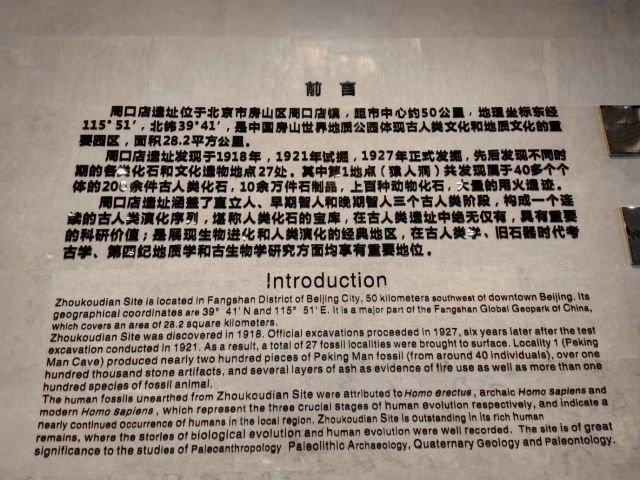 前 言
周口店遗址位于北京市房山区周口店镇，距市中心约50公里，地理坐标东经
115°51′，北纬39°41′，是中国房山世界地质公园体现古人类文化和地质文化的重
要园区，面积28.2平方公里。
周口店遗址发现于1918年，1921年试掘，1927年正式发掘，先后发现不同时
期的各类化石和文化遗物地点27处。其中第1地点（猿人洞）共发现属于40多个个
体的200余件古人类化石，10余万件石制品，上百种动物化石，大量的用火遗迹。
周口店遗址涵盖了直立人、早期智人和晚期智人三个古人类阶段，构成一个连
续的古人类演化序列，堪称人类化石的宝库，在古人类遗址中绝无仅有，具有重要
的科研价值；是展现生物进化和人类演化的经典地区，在古人类学、旧石器时代考
古学、第四纪地质学和古生物学研究方面均享有重要地位。
Introduction
Zhoukoudian Site is located in Fangshan District of Beijing City, 50 kilometers southwest of downtown Beijing. Its
geographical coordinates are 39° 41′ N and 115° 51′ E. It is a major part of the Fangshan Global Geopark of China,
which covers an area of 28.2 square kilometers.
Zhoukoudian Site was discovered in 1918. Official excavations proceeded in 1927, six years later after the test
excavation conducted in 1921. As a result, a total of 27 fossil localities were brought to surface. Locality 1 (Peking
Man Cave) produced nearly two hundred pieces of Peking Man fossil (from around 40 individuals), over one
hundred thousand stone artifacts, and several layers of ash as evidence of fire use as well as more than one
hundred species of fossil animal.
The human fossils unearthed from Zhoukoudian Site were attributed to Homo erectus, archaic Homo sapiens and
modern Homo sapiens, which represent the three crucial stages of human evolution respectively, and indicate a
nearly continued occurrence of humans in the local region. Zhoukoudian Site is outstanding in its rich human
remains, where the stories of biological evolution and human evolution were well recorded. The site is of great
significance to the studies of Paleoanthropology Paleolithic Archaeology, Quaternary Geology and Paleontology.